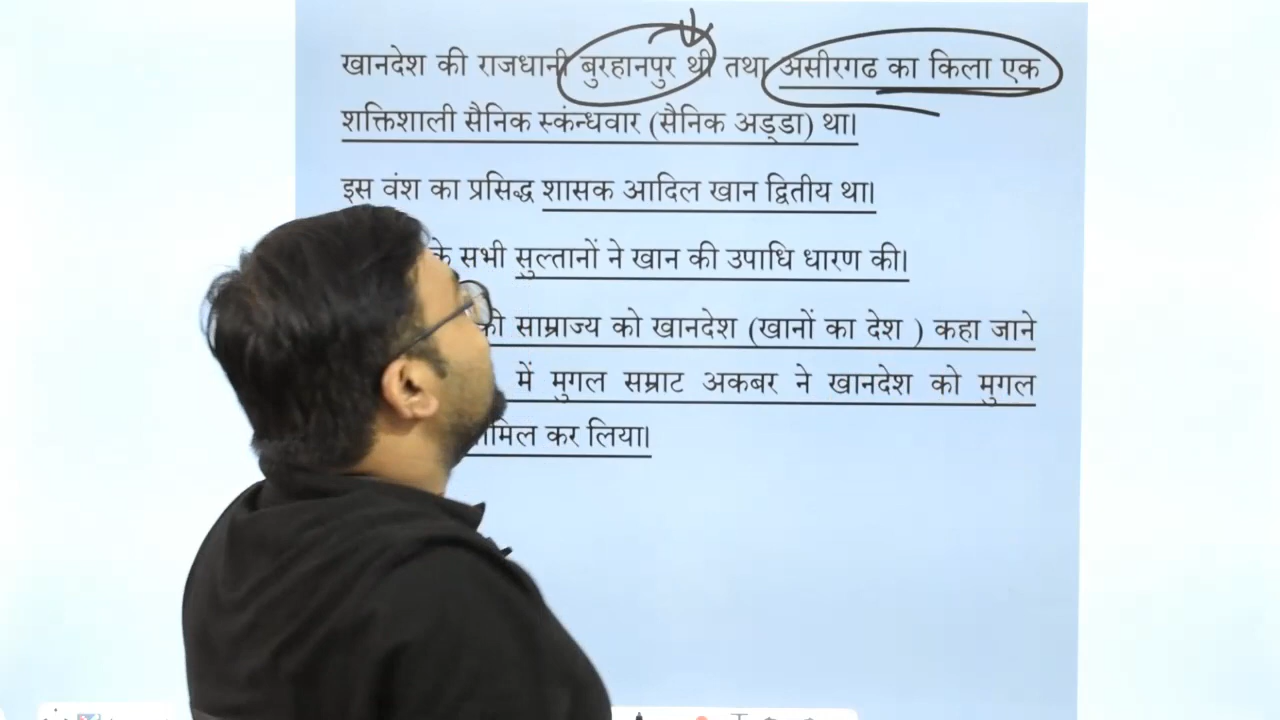 खानदेश की राजधानी बुरहानपुर थी तथा असीरगढ का किला एक
शक्तिशाली सैनिक स्कंन्धवार (सैनिक अड्डा) था।
इस वंश का प्रसिद्ध शासक आदिल खान द्वितीय था।
के सभी सुल्तानों ने खान की उपाधि धारण की।
की साम्राज्य को खानदेश (खानों का देश ) कहा जाने
में मुगल सम्राट अकबर ने खानदेश को मुगल
कर लिया।